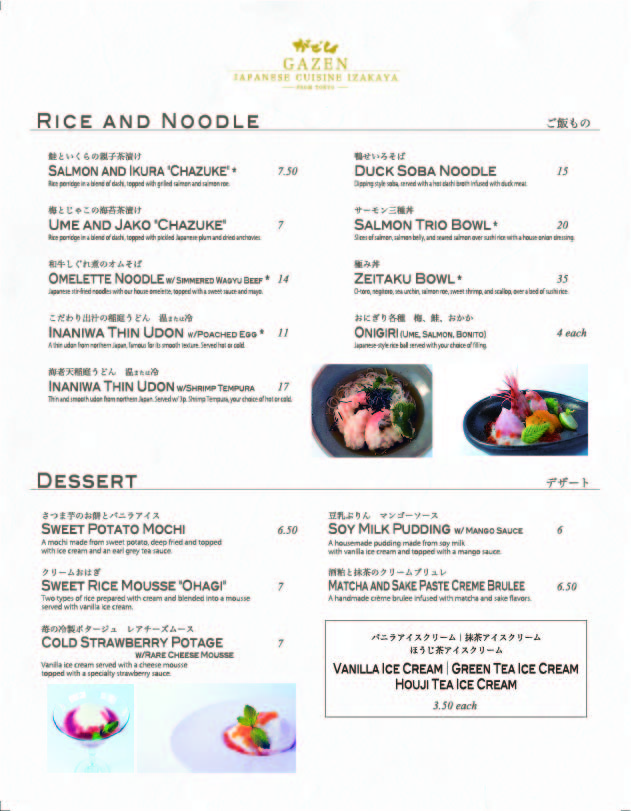 がぜん
GAZEN
JAPANESE CUISINE IZAKAYA
FROM TOKYO
RICE AND NOODLE
ご飯もの
鮭といくらの親子茶漬け
SALMON AND IKURA "CHAZUKE" * 7.50
Rice porridge in a blend of dashi, topped with grilled salmon and salmon roe.
梅とじゃこの海苔茶漬け
UME AND JAKO "CHAZUKE" 7
Rice porridge in a blend of dashi, topped with pickled Japanese plum and dried anchovies.
和牛しぐれ煮のオムそば
OMELETTE NOODLE W/ SIMMERED WAGYU BEEF * 14
Japanese stir-fried noodles with our house omelette, topped with a sweet sauce and mayo.
こだわり出汁の稲庭うどん 温または冷
INANIWA THIN UDON W/POACHED EGG * 11
A thin udon from northern Japan, famous for its smooth texture. Served hot or cold.
海老天稲庭うどん 温または冷
INANIWA THIN UDON W/SHRIMP TEMPURA 17
Thin and smooth udon from northern Japan. Served w/ 3p. Shrimp Tempura, your choice of hot or cold.
鴨せいろそば
DUCK SOBA NOODLE 15
Dipping style soba, served with a hot dashi broth infused with duck meat.
サーモン三種丼
SALMON TRIO BOWL * 20
Slices of salmon, salmon belly, and seared salmon over sushi rice with a house onion dressing.
極み丼
ZEITAKU BOWL * 35
O-toro, negitoro, sea urchin, salmon roe, sweet shrimp, and scallop, over a bed of sushi rice.
おにぎり各種 梅、鮭、おかか
ONIGIRI (UME, SALMON, BONITO) 4 each
Japanese-style rice ball served with your choice of filling.
DESSERT
デザート
さつま芋のお餅とバニラアイス
SWEET POTATO MOCHI 6.50
A mochi made from sweet potato, deep fried and topped
with ice cream and an earl grey tea sauce.
クリームおはぎ
SWEET RICE MOUSSE "OHAGI" 7
Two types of rice prepared with cream and blended into a mousse
served with vanilla ice cream.
苺の冷製ポタージュ レアチーズムース
COLD STRAWBERRY POTAGE 7
W/RARE CHEESE MOUSSE
Vanilla ice cream served with a cheese mousse
topped with a specialty strawberry sauce.
豆乳ぷりん マンゴーソース
SOY MILK PUDDING W/ MANGO SAUCE 6
A housemade pudding made from soy milk
with vanilla ice cream and topped with a mango sauce.
酒粕と抹茶のクリームブリュレ
MATCHA AND SAKE PASTE CREME BRULEE 6.50
A handmade crème brulee infused with matcha and sake flavors.
バニラアイスクリーム | 抹茶アイスクリーム
ほうじ茶アイスクリーム
VANILLA ICE CREAM | GREEN TEA ICE CREAM
HOUJI TEA ICE CREAM
3.50 each